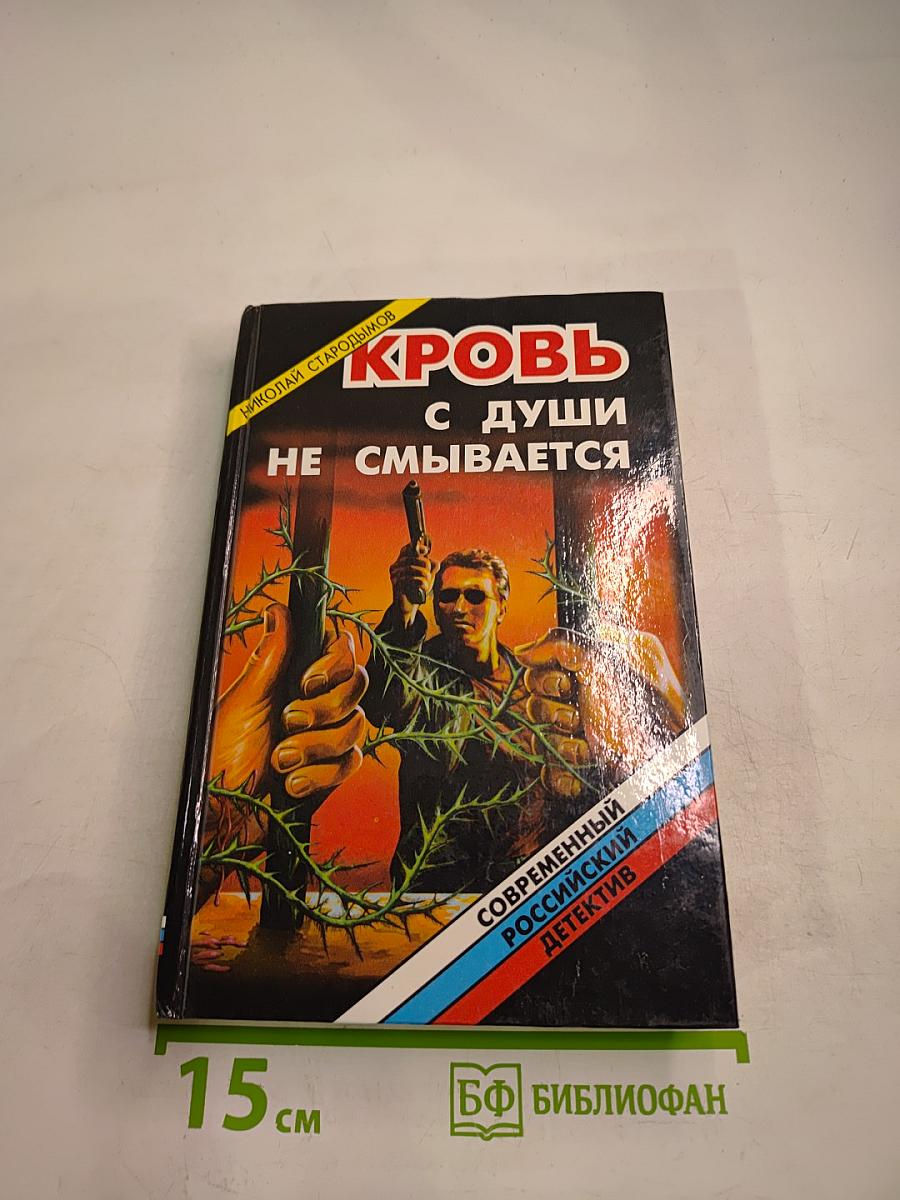 НИКОЛАЙ СТАРОДЫМОВ
КРОВЬ
С ДУШИ
НЕ СМЫВАЕТСЯ
СОВРЕМЕННЫЙ
РОССИЙСКИЙ
ДЕТЕКТИВ
15 см
БФ БИБЛИОФАН